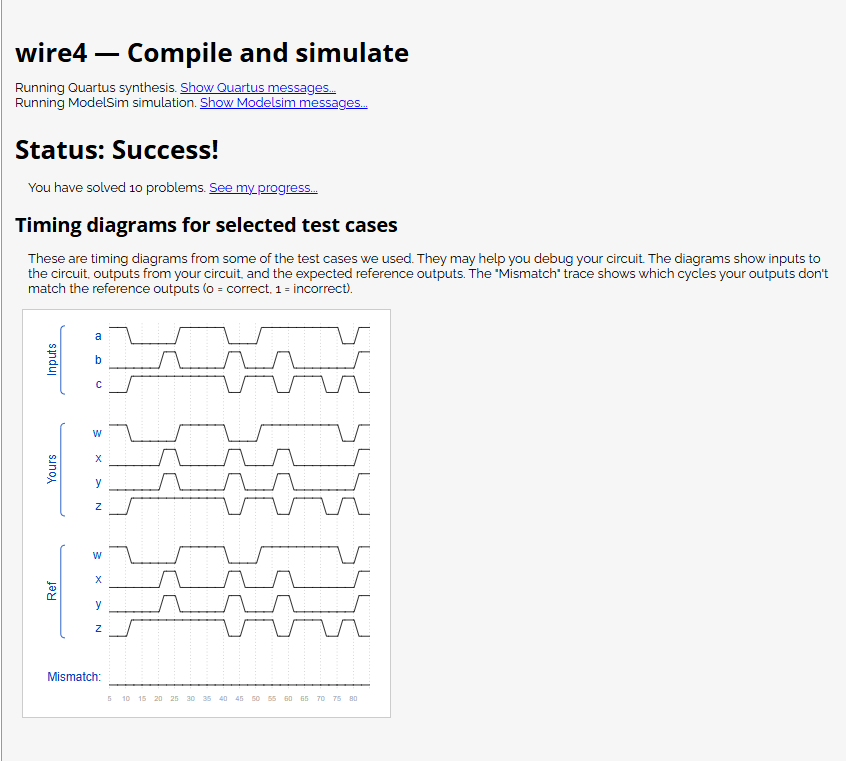 wire4 — Compile and simulate
Running Quartus synthesis. Show Quartus messages...
Running ModelSim simulation. Show Modelsim messages...
Status: Success!
You have solved 10 problems. See my progress...
Timing diagrams for selected test cases
These are timing diagrams from some of the test cases we used. They may help you debug your circuit. The diagrams show inputs to
the circuit, outputs from your circuit, and the expected reference outputs. The "Mismatch" trace shows which cycles your outputs don't
match the reference outputs (0 = correct, 1 = incorrect).
Inputs
a
b
c
Yours
w
x
y
z
Ref
w
x
y
z
Mismatch:
5 10 15 20 25 30 35 40 45 50 55 60 65 70 75 80